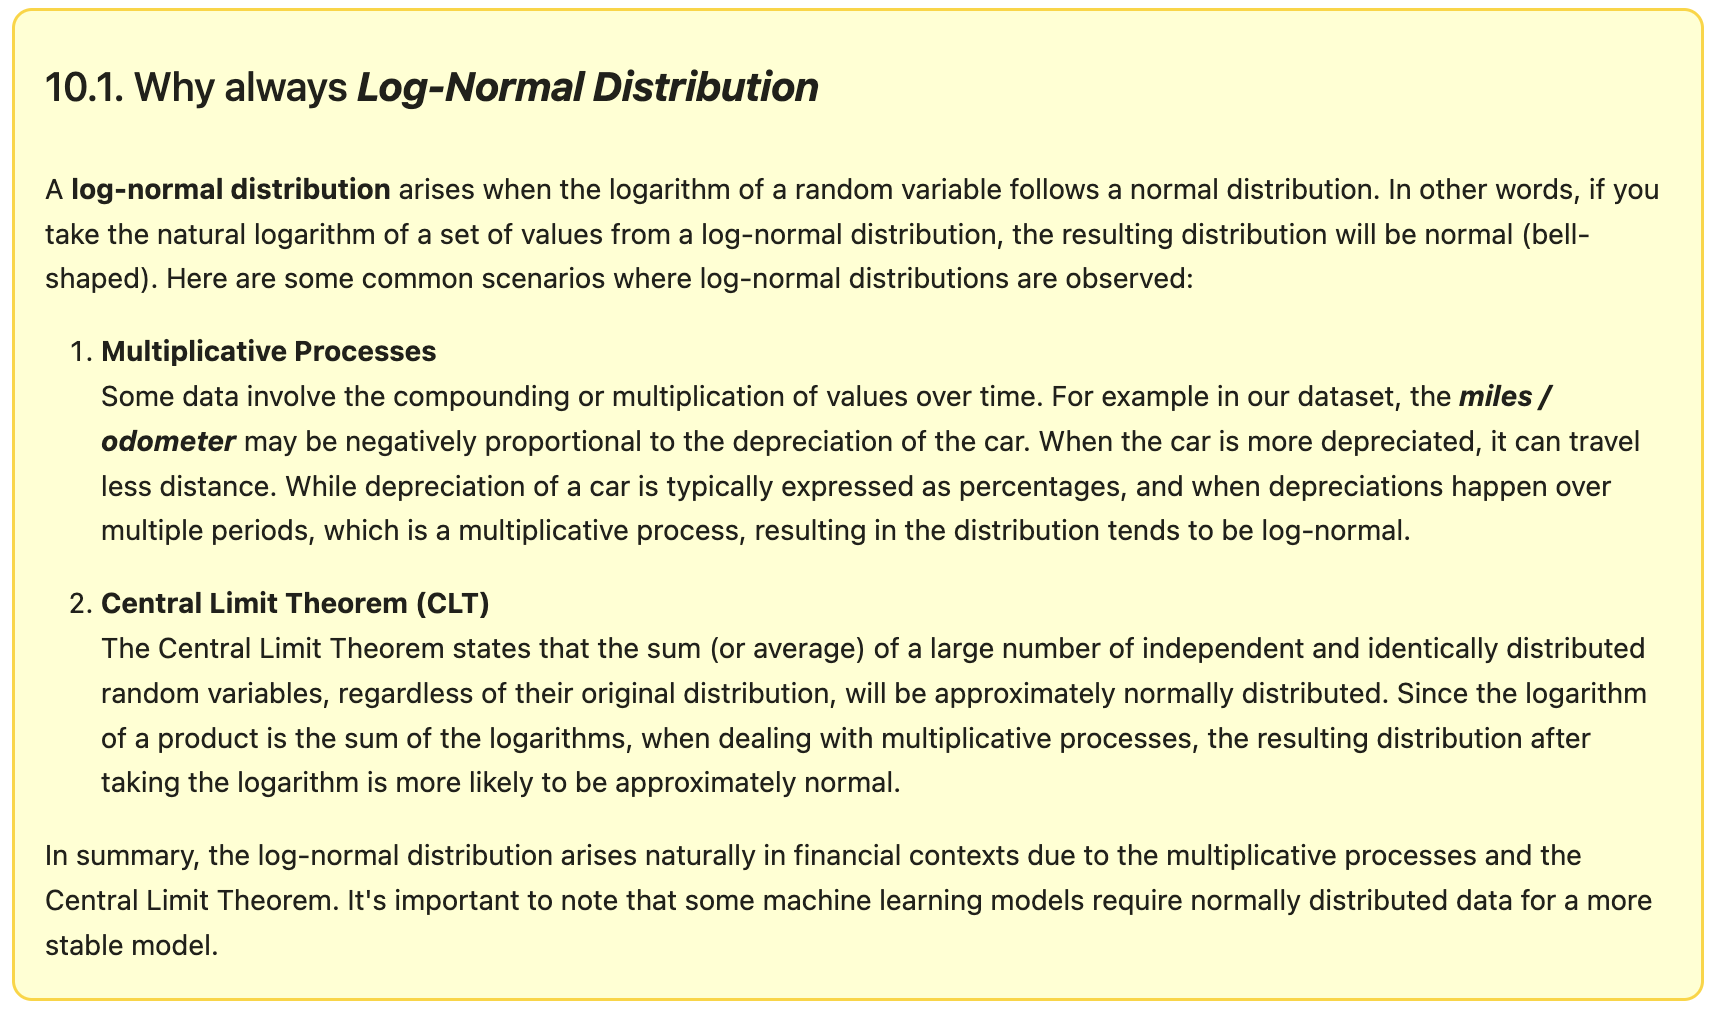 10.1. Why always Log-Normal Distribution
A log-normal distribution arises when the logarithm of a random variable follows a normal distribution. In other words, if you
take the natural logarithm of a set of values from a log-normal distribution, the resulting distribution will be normal (bell-
shaped). Here are some common scenarios where log-normal distributions are observed:
1. Multiplicative Processes
Some data involve the compounding or multiplication of values over time. For example in our dataset, the miles /
odometer may be negatively proportional to the depreciation of the car. When the car is more depreciated, it can travel
less distance. While depreciation of a car is typically expressed as percentages, and when depreciations happen over
multiple periods, which is a multiplicative process, resulting in the distribution tends to be log-normal.
2. Central Limit Theorem (CLT)
The Central Limit Theorem states that the sum (or average) of a large number of independent and identically distributed
random variables, regardless of their original distribution, will be approximately normally distributed. Since the logarithm
of a product is the sum of the logarithms, when dealing with multiplicative processes, the resulting distribution after
taking the logarithm is more likely to be approximately normal.
In summary, the log-normal distribution arises naturally in financial contexts due to the multiplicative processes and the
Central Limit Theorem. It's important to note that some machine learning models require normally distributed data for a more
stable model.